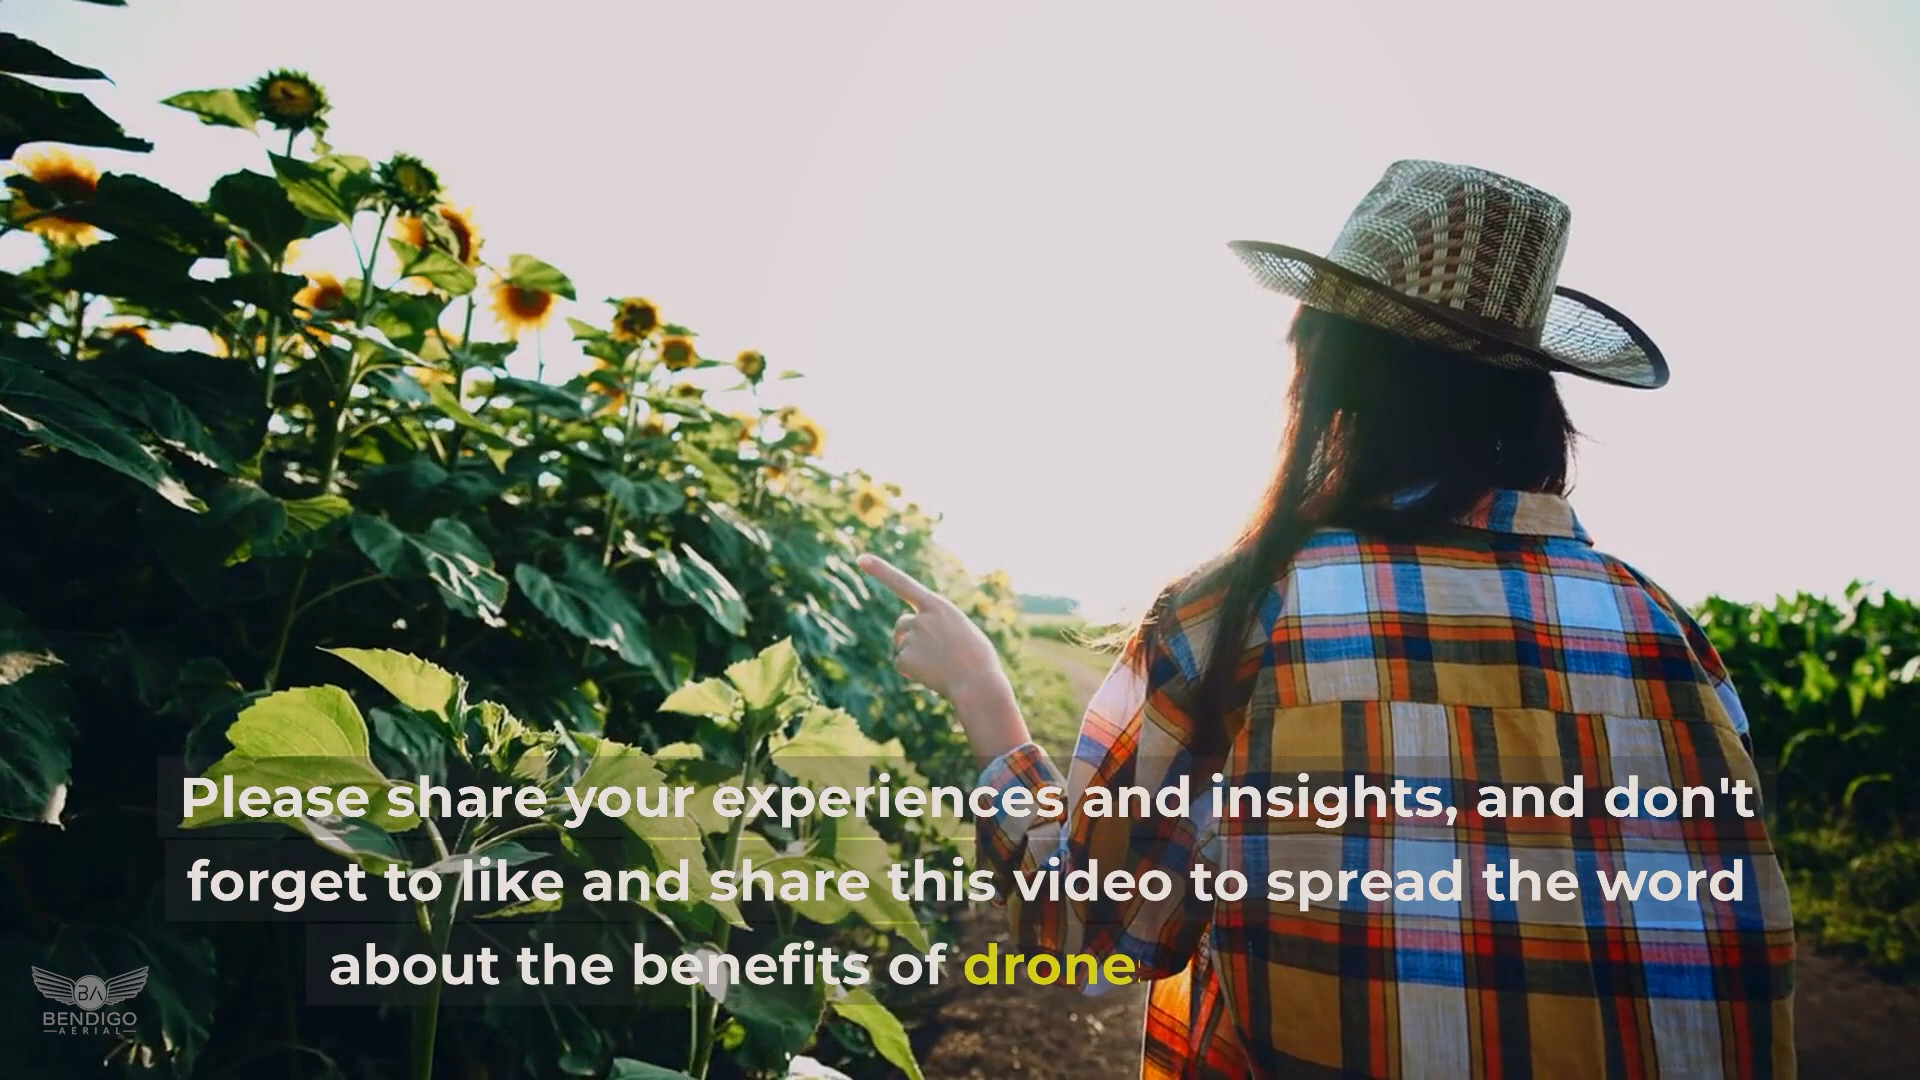 Please share your experiences and insights, and don't
forget to like and share this video to spread the word
about the benefits of drone
BA
BENDIGO
AERIAL